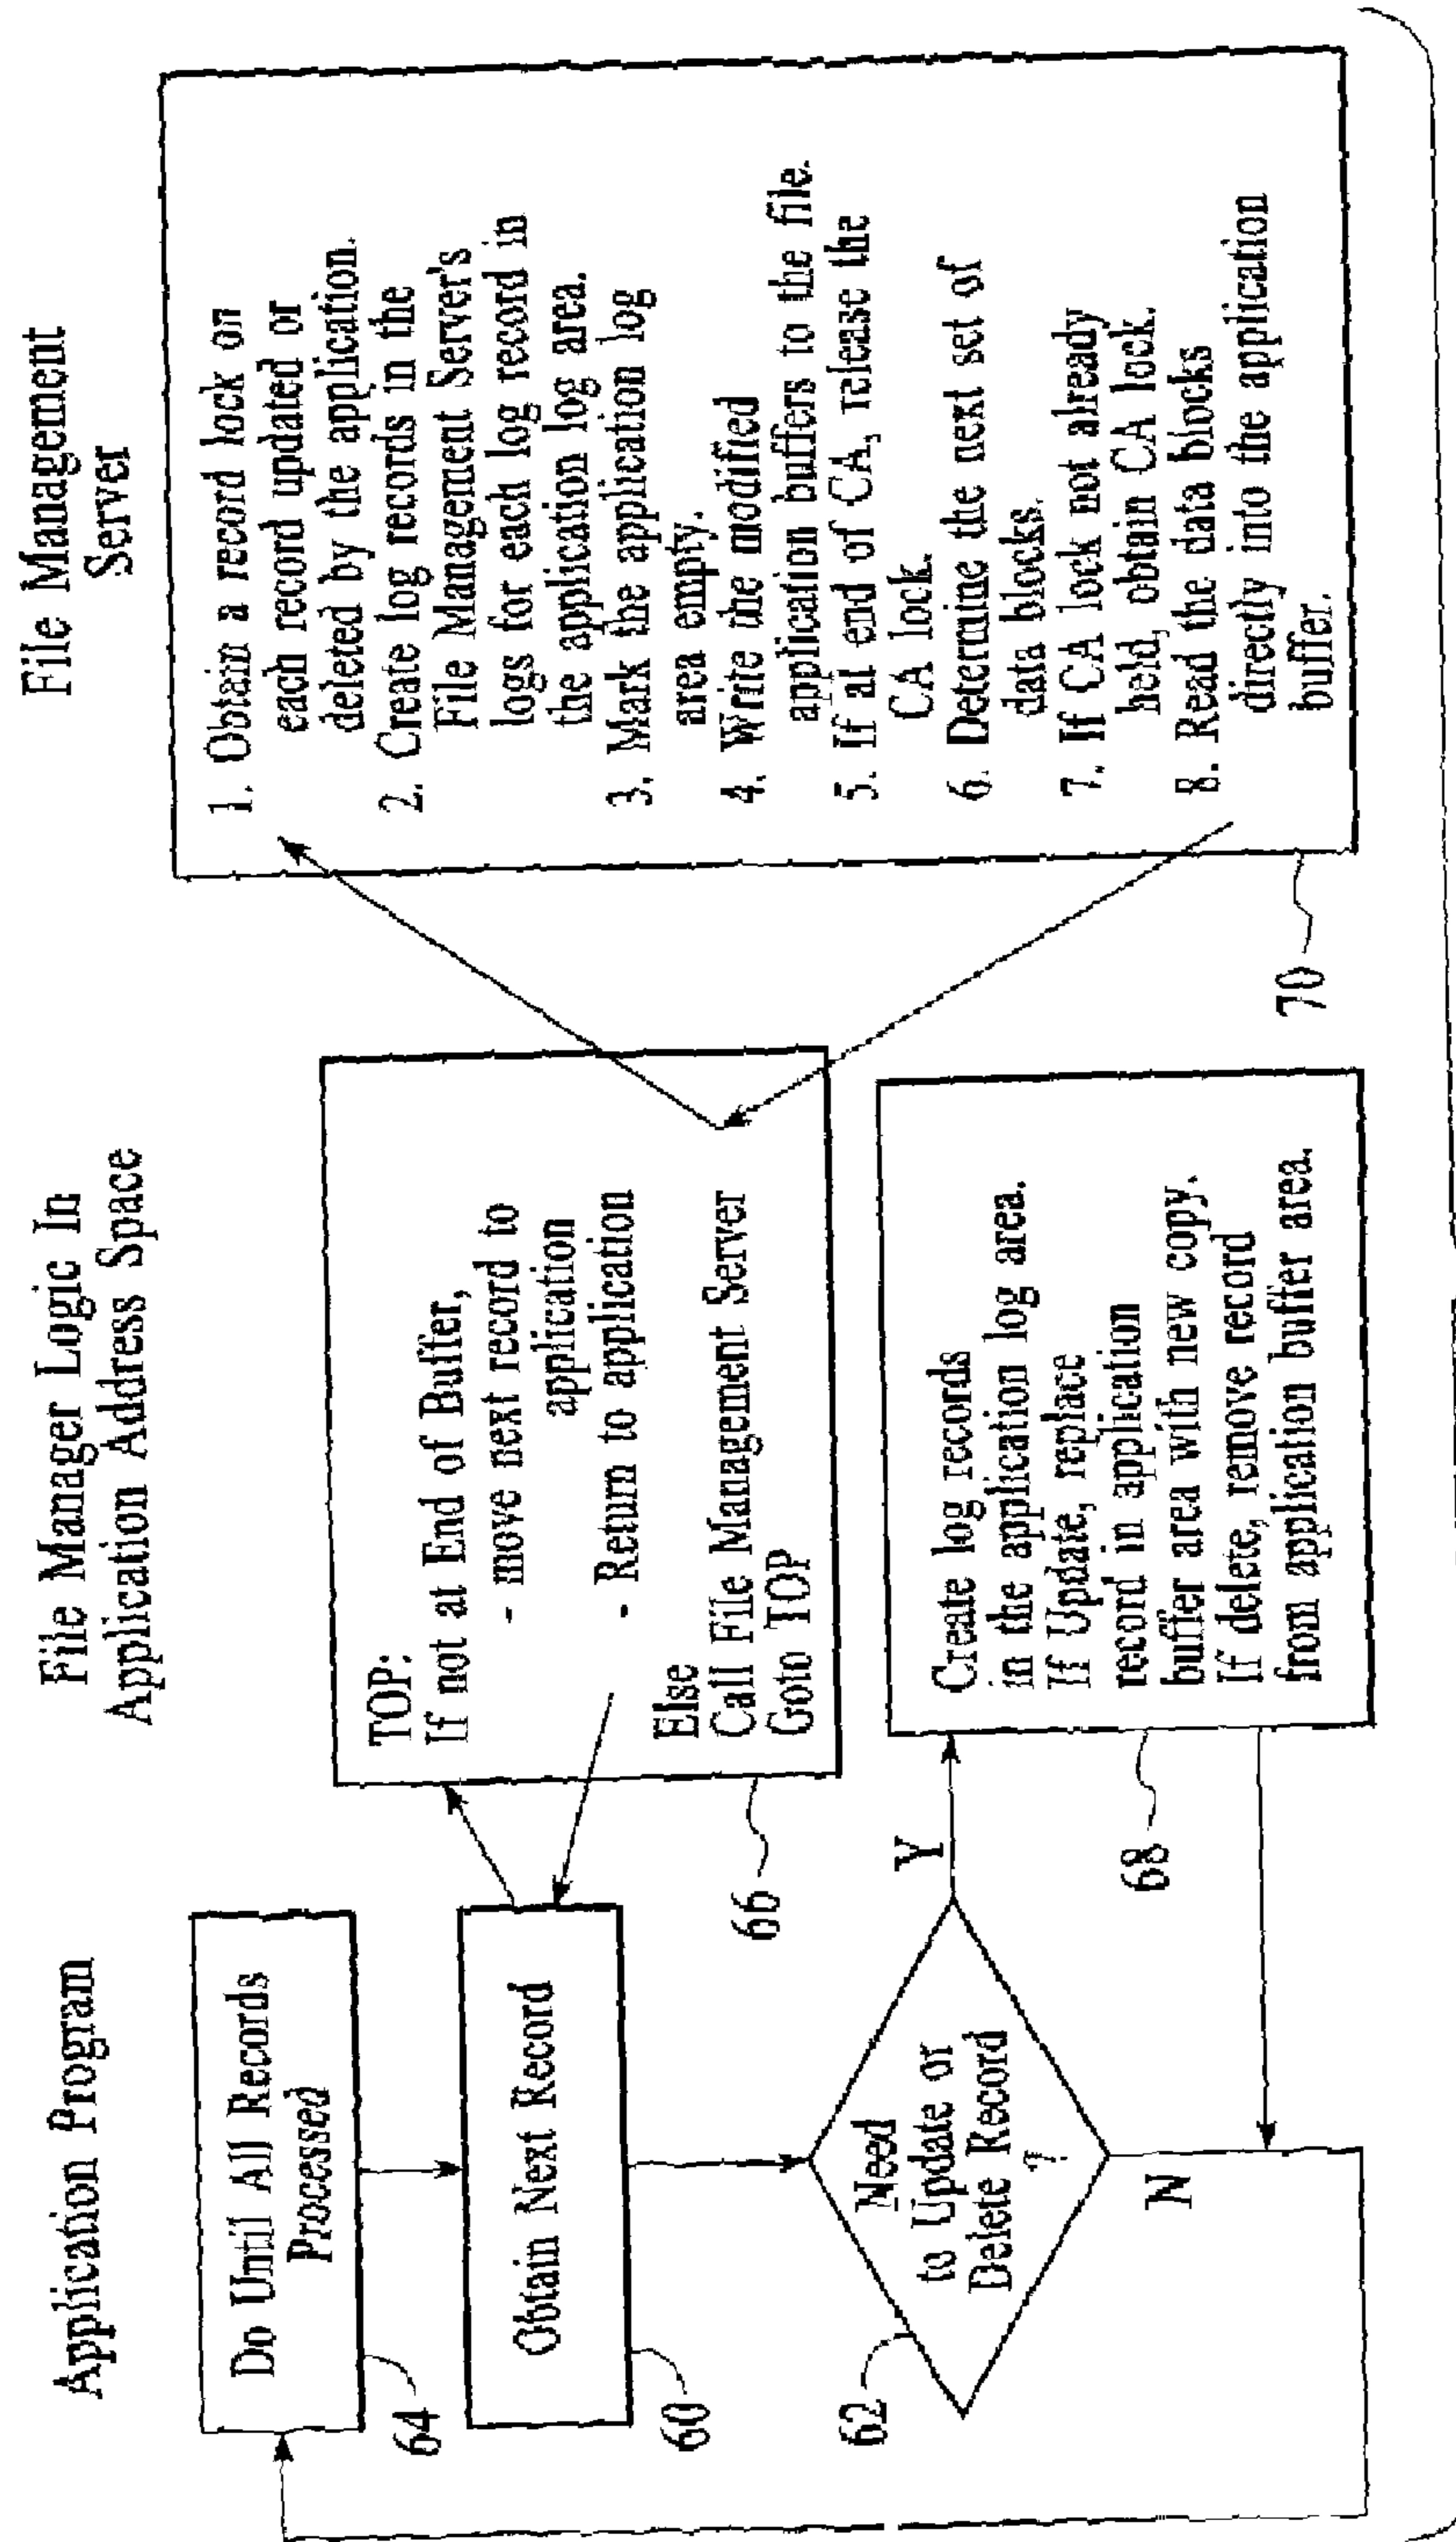 Application Program
Do Until All Records
Processed
64
Obtain Next Record
60
Need
to Update or
Delete Record
?
62
Y
N
File Manager Logic In
Application Address Space
TOP:
If not at End of Buffer,
- move next record to
application
- Return to application
Else
Call File Management Server
Goto TOP
66
Create log records
in the application log area.
If Update, replace
record in application
buffer area with new copy.
If delete, remove record
from application buffer area.
68
File Management
Server
1. Obtain a record lock on
each record updated or
deleted by the application.
2. Create log records in the
File Management Server's
logs for each log record in
the application log area.
3. Mark the application log
area empty.
4. Write the modified
application buffers to the file.
5. If al end of CA, release the
CA lock.
6. Determine the next set of
data blocks.
7. If CA lock not already
held, obtain CA lock.
8. Read the data blocks
directly into the application
buffer.
70